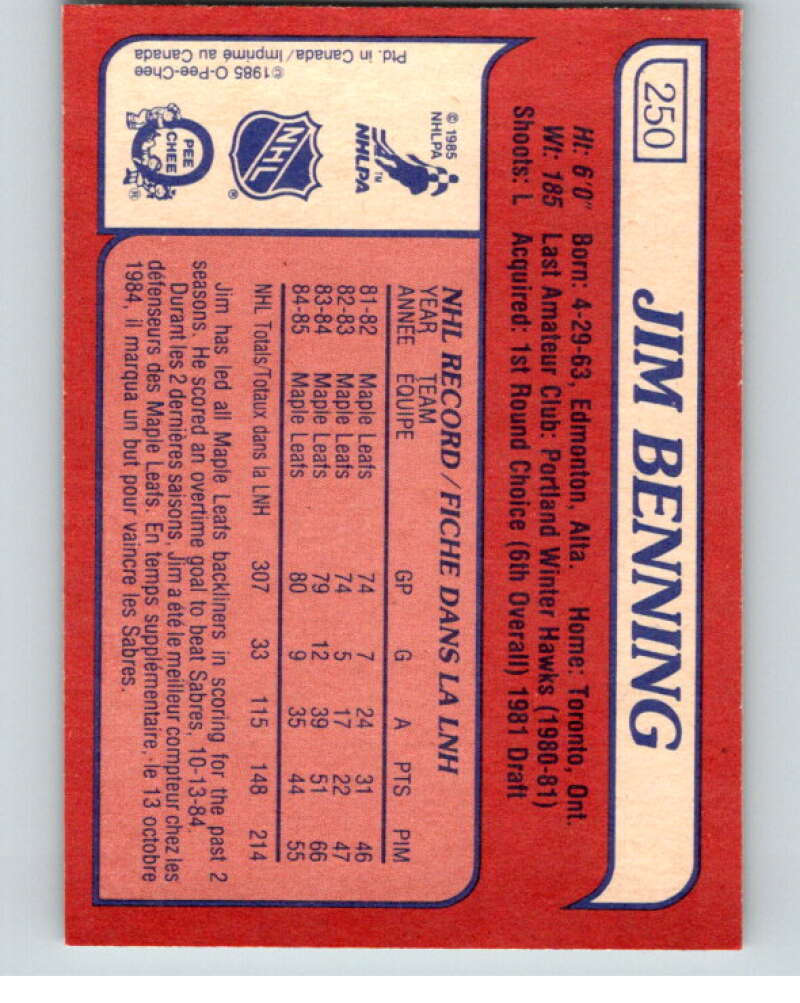 250
JIM BENNING
Ht: 6'0" Born: 4-29-63, Edmonton, Alta. Home: Toronto, Ont.
Wt: 185 Last Amateur Club: Portland Winter Hawks (1980-81)
Shoots: L Acquired: 1st Round Choice (6th Overall) 1981 Draft
© 1985
NHLPA
NHLPA™
NHL®
O
PEE
CHEE®
©1985 O-Pee-Chee
Ptd. in Canada/Imprimé au Canada
NHL RECORD/FICHE DANS LA LNH
YEAR TEAM
ANNÉE ÉQUIPE GP G A PTS PIM
81-82 Maple Leafs 74 7 24 31 46
82-83 Maple Leafs 74 5 17 22 47
83-84 Maple Leafs 79 12 39 51 66
84-85 Maple Leafs 80 9 35 44 55
NHL Totals/Totaux dans la LNH 307 33 115 148 214
Jim has led all Maple Leafs backliners in scoring for the past 2
seasons. He scored an overtime goal to beat Sabres, 10-13-84.
Durant les 2 dernières saisons, Jim a été le meilleur compteur chez les
défenseurs des Maple Leafs. En temps supplémentaire, le 13 octobre
1984, il marqua un but pour vaincre les Sabres.